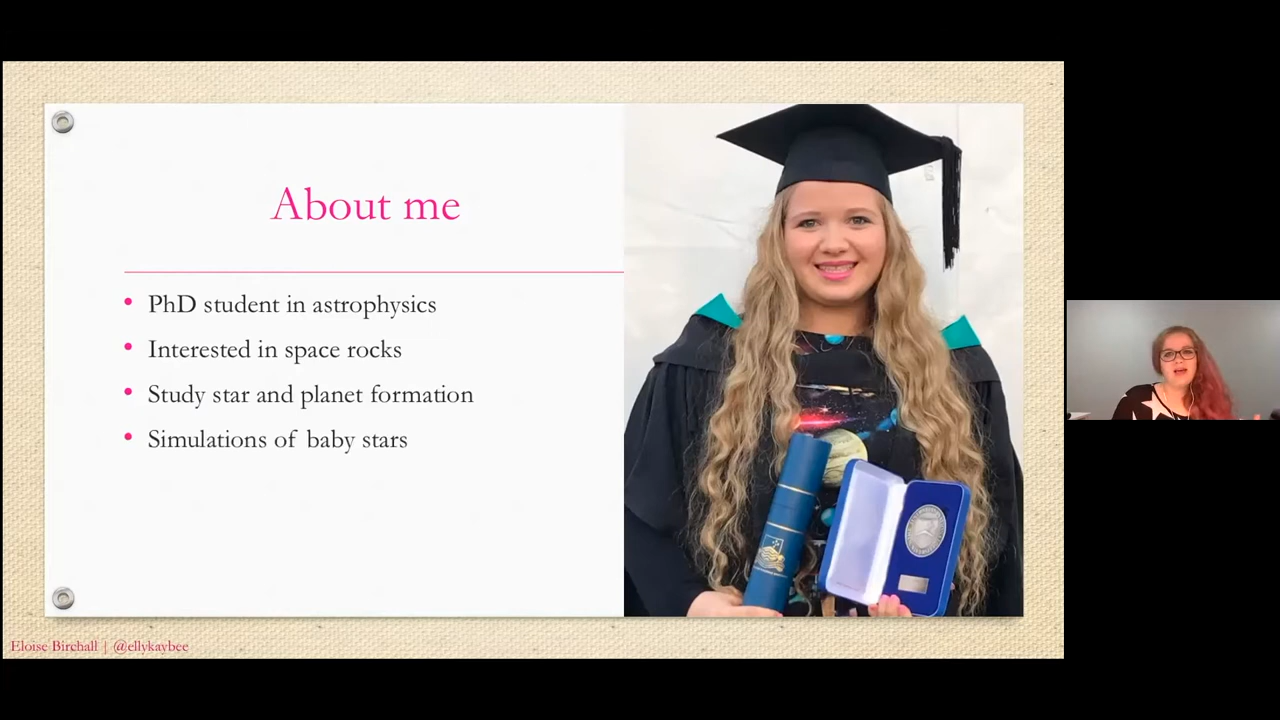 About me
• PhD student in astrophysics
• Interested in space rocks
• Study star and planet formation
• Simulations of baby stars
Eloise Birchall | @ellykaybee